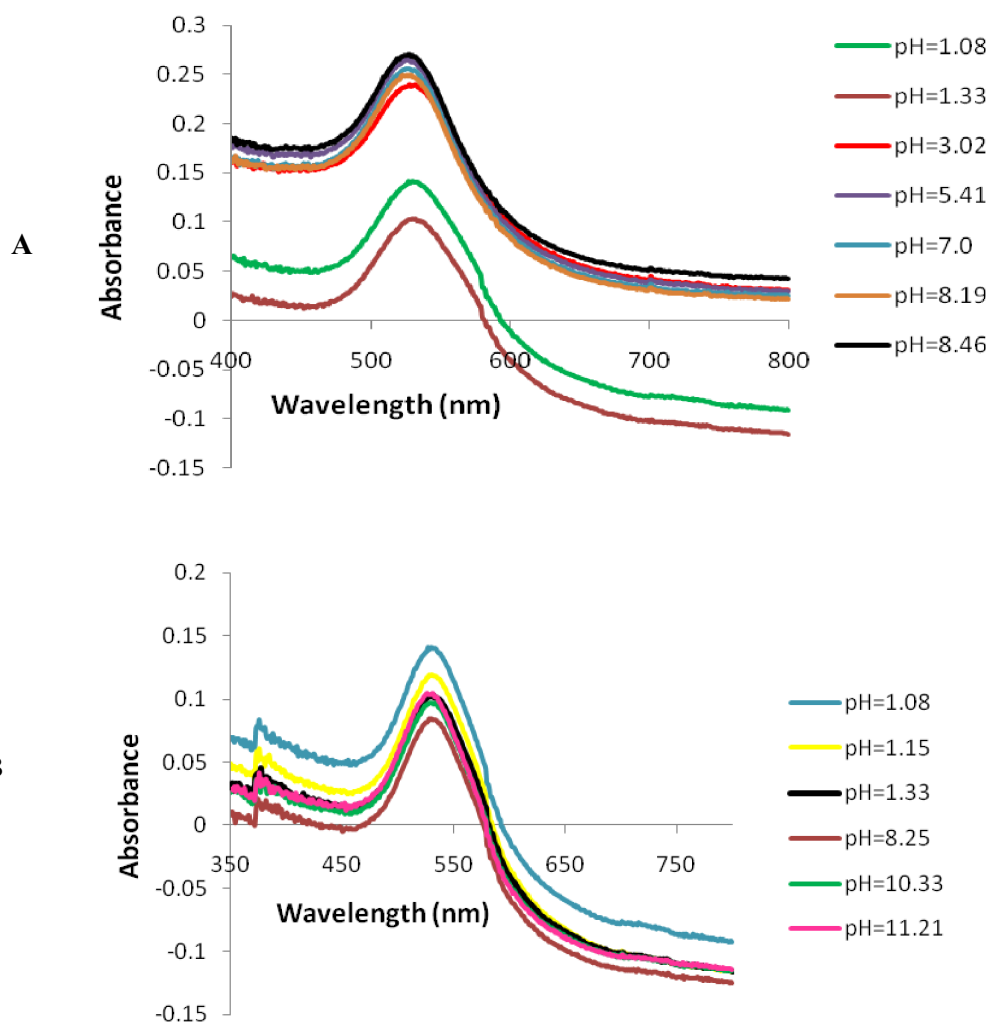 0.3
0.25
0.2
0.15
0.1
0.05
0
-0.05
-0.1
-0.15
400
500
600
700
800
A
Absorbance
Wavelength (nm)
pH=1.08
pH=1.33
pH=3.02
pH=5.41
pH=7.0
pH=8.19
pH=8.46
0.2
0.15
0.1
0.05
0
-0.05
-0.1
-0.15
350
450
550
650
750
Absorbance
Wavelength (nm)
pH=1.08
pH=1.15
pH=1.33
pH=8.25
pH=10.33
pH=11.21